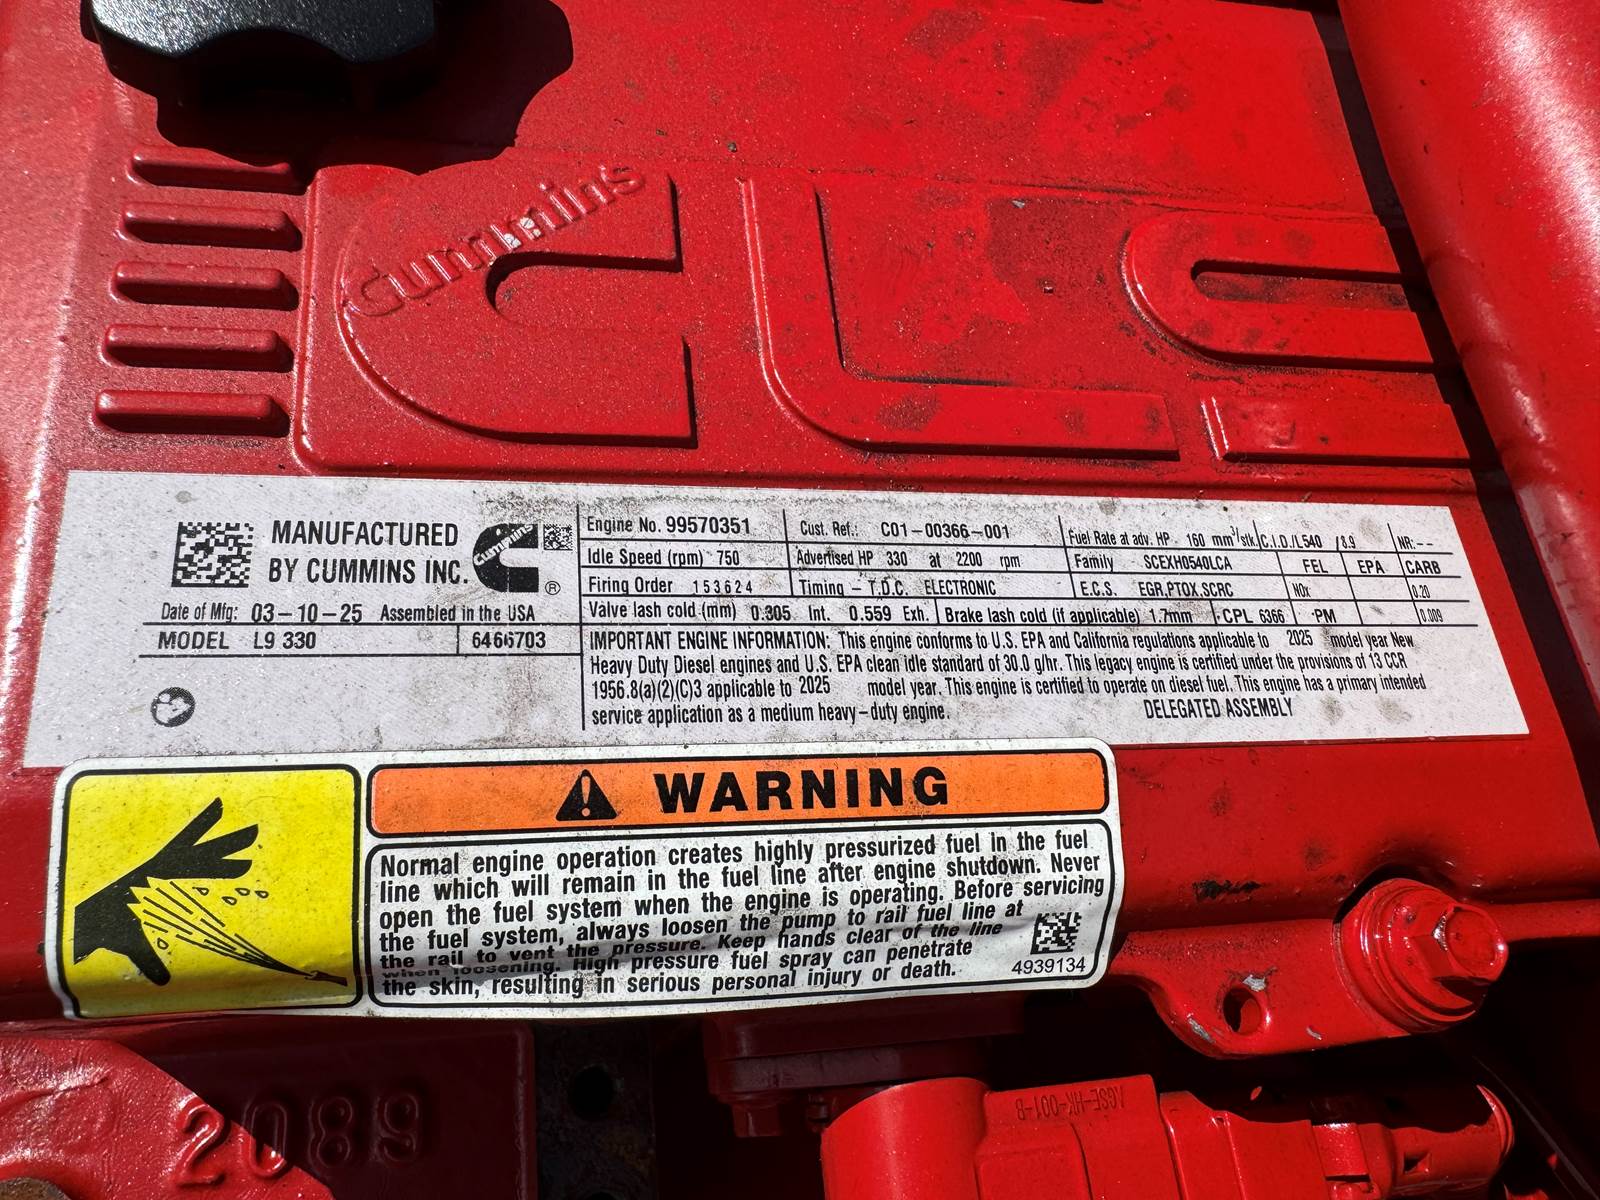 Cummins
MANUFACTURED
BY CUMMINS INC.
Cummins
®
Date of Mfg: 03-10-25 Assembled in the USA
MODEL L9 330 6466703
Engine No. 99570351 Cust. Ref.: C01-00366-001 Fuel Rate at adv. HP 160 mm³/stk. C.I.D./L540 /8.9 NR:--
Idle Speed (rpm) 750 Advertised HP 330 at 2200 rpm Family SCEXH0540LCA FEL EPA CARB
Firing Order 153624 Timing - T.D.C. ELECTRONIC E.C.S. EGR,PTOX,SCRC NOx 0.20
Valve lash cold (mm) 0.305 Int. 0.559 Exh. Brake lash cold (if applicable) 1.7mm CPL 6366 PM 0.009
IMPORTANT ENGINE INFORMATION: This engine conforms to U.S. EPA and California regulations applicable to 2025 model year New
Heavy Duty Diesel engines and U.S. EPA clean idle standard of 30.0 g/hr. This legacy engine is certified under the provisions of 13 CCR
1956.8(a)(2)(C)3 applicable to 2025 model year. This engine is certified to operate on diesel fuel. This engine has a primary intended
service application as a medium heavy-duty engine. DELEGATED ASSEMBLY
WARNING
Normal engine operation creates highly pressurized fuel in the fuel
line which will remain in the fuel line after engine shutdown. Never
open the fuel system when the engine is operating. Before servicing
the fuel system, always loosen the pump to rail fuel line at
the rail to vent the pressure. Keep hands clear of the line
when loosening. High pressure fuel spray can penetrate
the skin, resulting in serious personal injury or death.
4939134
2089
AGSE-HK-001-B